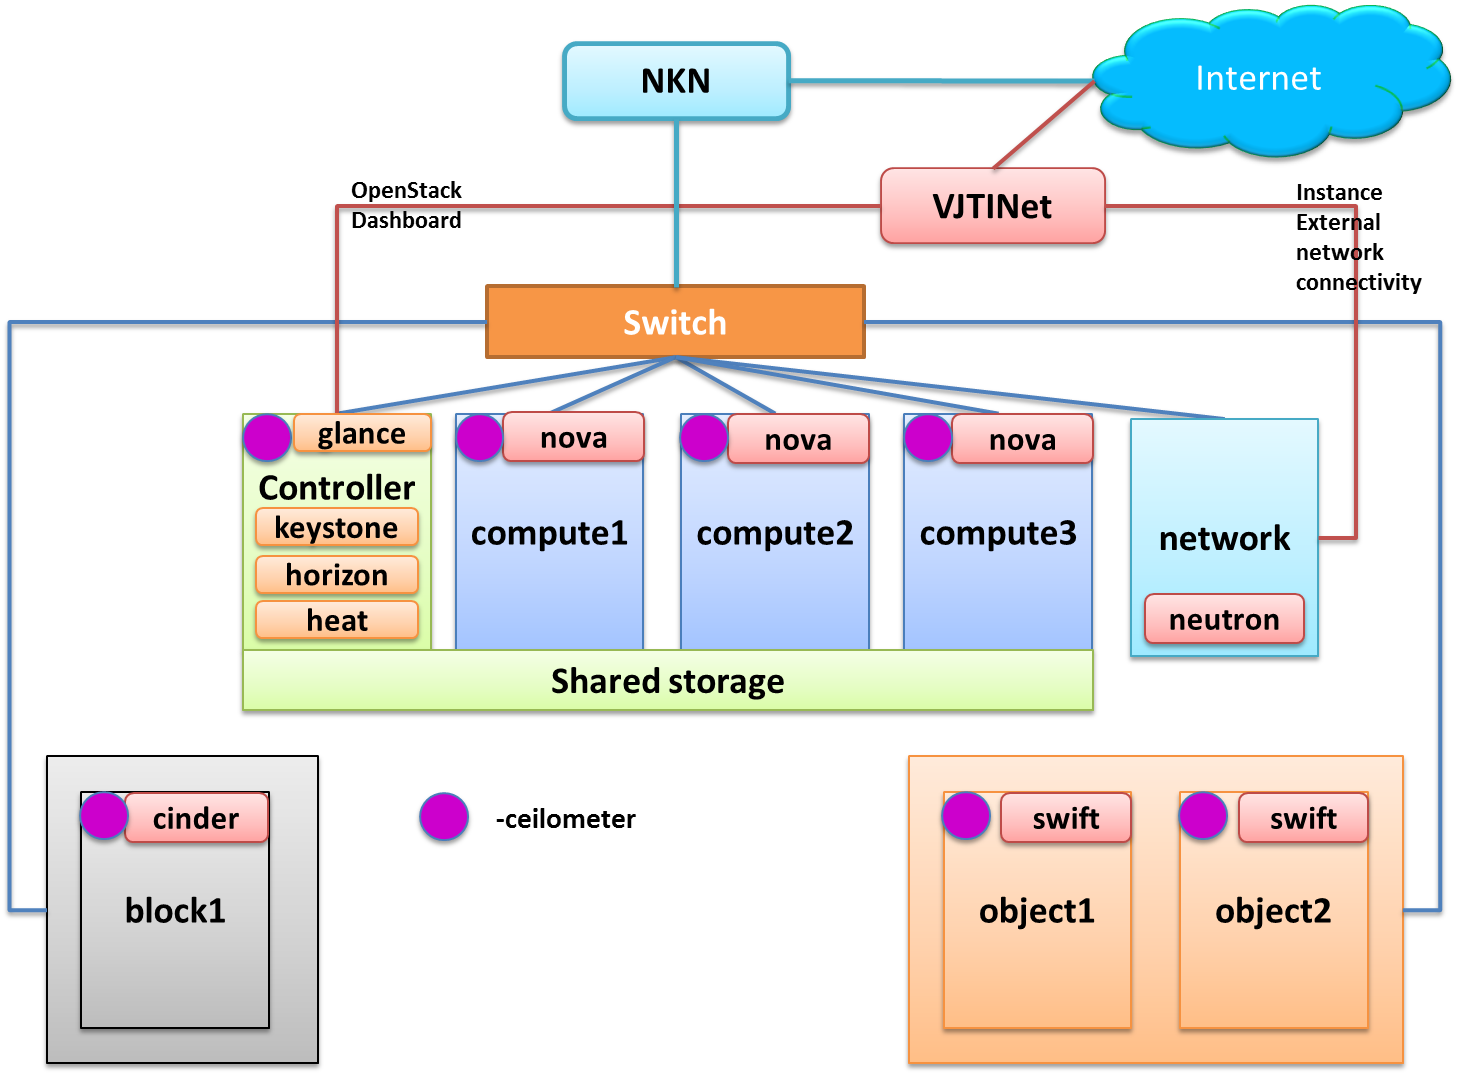 NKN
Internet
OpenStack
Dashboard
VJTINet
Instance
External
network
connectivity
Switch
glance
Controller
keystone
horizon
heat
nova
compute1
nova
compute2
nova
compute3
network
neutron
Shared storage
cinder
block1
-ceilometer
swift
object1
swift
object2